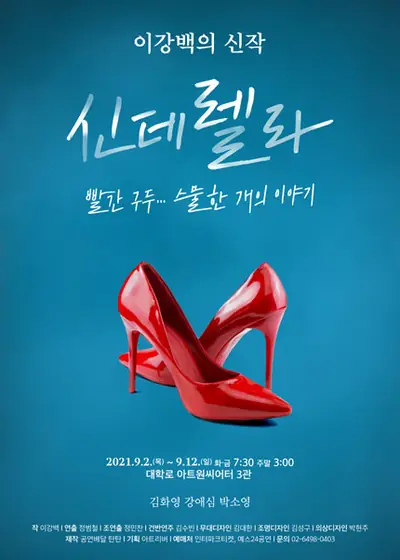 이강백의 신작
신데렐라
빨간 구두... 스물한 개의 이야기
2021.9.2.(목) ~ 9.12.(일) 화-금 7:30 주말 3:00
대학로 아트원씨어터 3관
김화영 강애심 박소영
작 이강백 I 연출 정범철 I 조연출 정민찬 I 건반연주 김수빈 I 무대디자인 김대한 I 조명디자인 김성구 I 의상디자인 박현주
제작 공연배달 탄탄 I 기획 아트리버 I 예매처 인터파크티켓, 예스24공연 I 문의 02-6498-0403